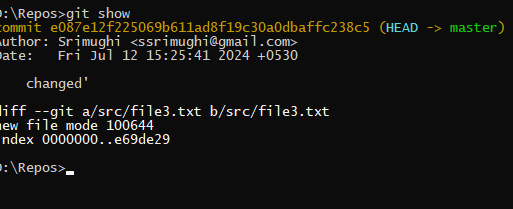 D:\Repos>git show
commit e087e12f225069b611ad8f19c30a0dbaffc238c5 (HEAD -> master)
Author: Srimughi <ssrimughi@gmail.com>
Date:   Fri Jul 12 15:25:41 2024 +0530
changed'
diff --git a/src/file3.txt b/src/file3.txt
new file mode 100644
index 0000000..e69de29
D:\Repos>